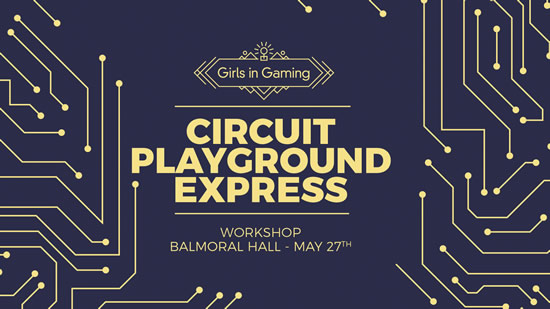 Girls in Gaming
CIRCUIT
PLAYGROUND
EXPRESS
WORKSHOP
BALMORAL HALL - MAY 27TH